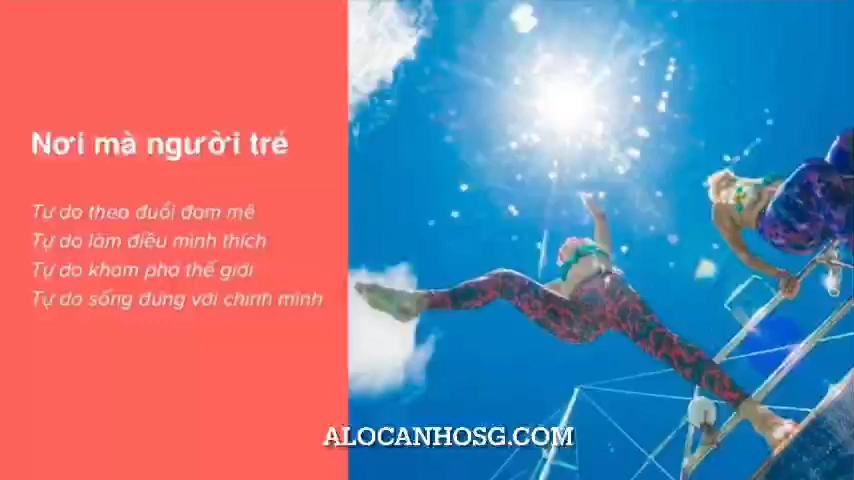 Nơi mà người trẻ
Tự do theo đuổi đam mê
Tự do làm điều mình thích
Tự do khám phá thế giới
Tự do sống đúng với chính mình
ALOCANHOSG.COM